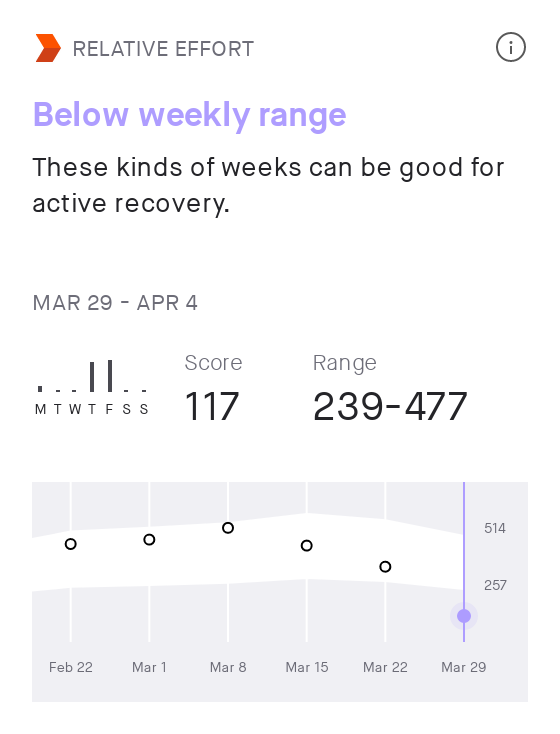 RELATIVE EFFORT
Below weekly range
These kinds of weeks can be good for
active recovery.
MAR 29 - APR 4
Score
Range
117
239-477
M T W T F S S
514
257
Feb 22
Mar 1
Mar 8
Mar 15
Mar 22
Mar 29